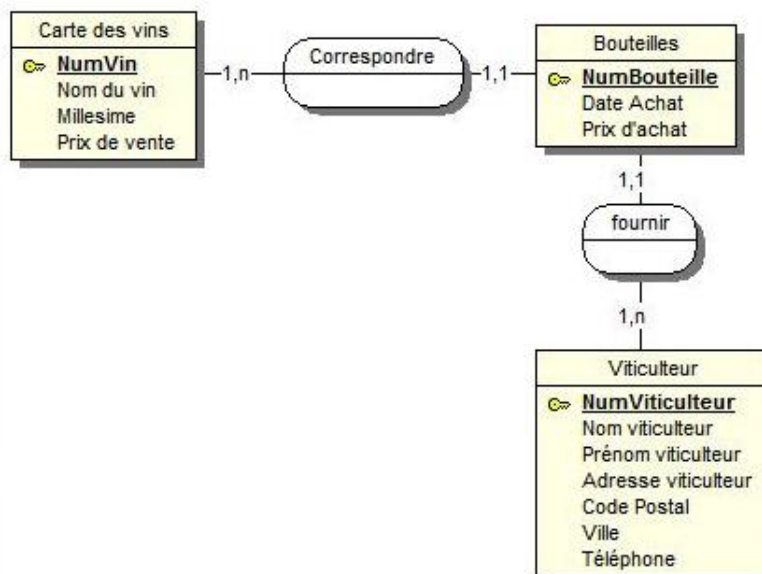 Carte des vins
NumVin
Nom du vin
Millesime
Prix de vente
1,n
Correspondre
1,1
Bouteilles
NumBouteille
Date Achat
Prix d'achat
1,1
fournir
1,n
Viticulteur
NumViticulteur
Nom viticulteur
Prénom viticulteur
Adresse viticulteur
Code Postal
Ville
Téléphone